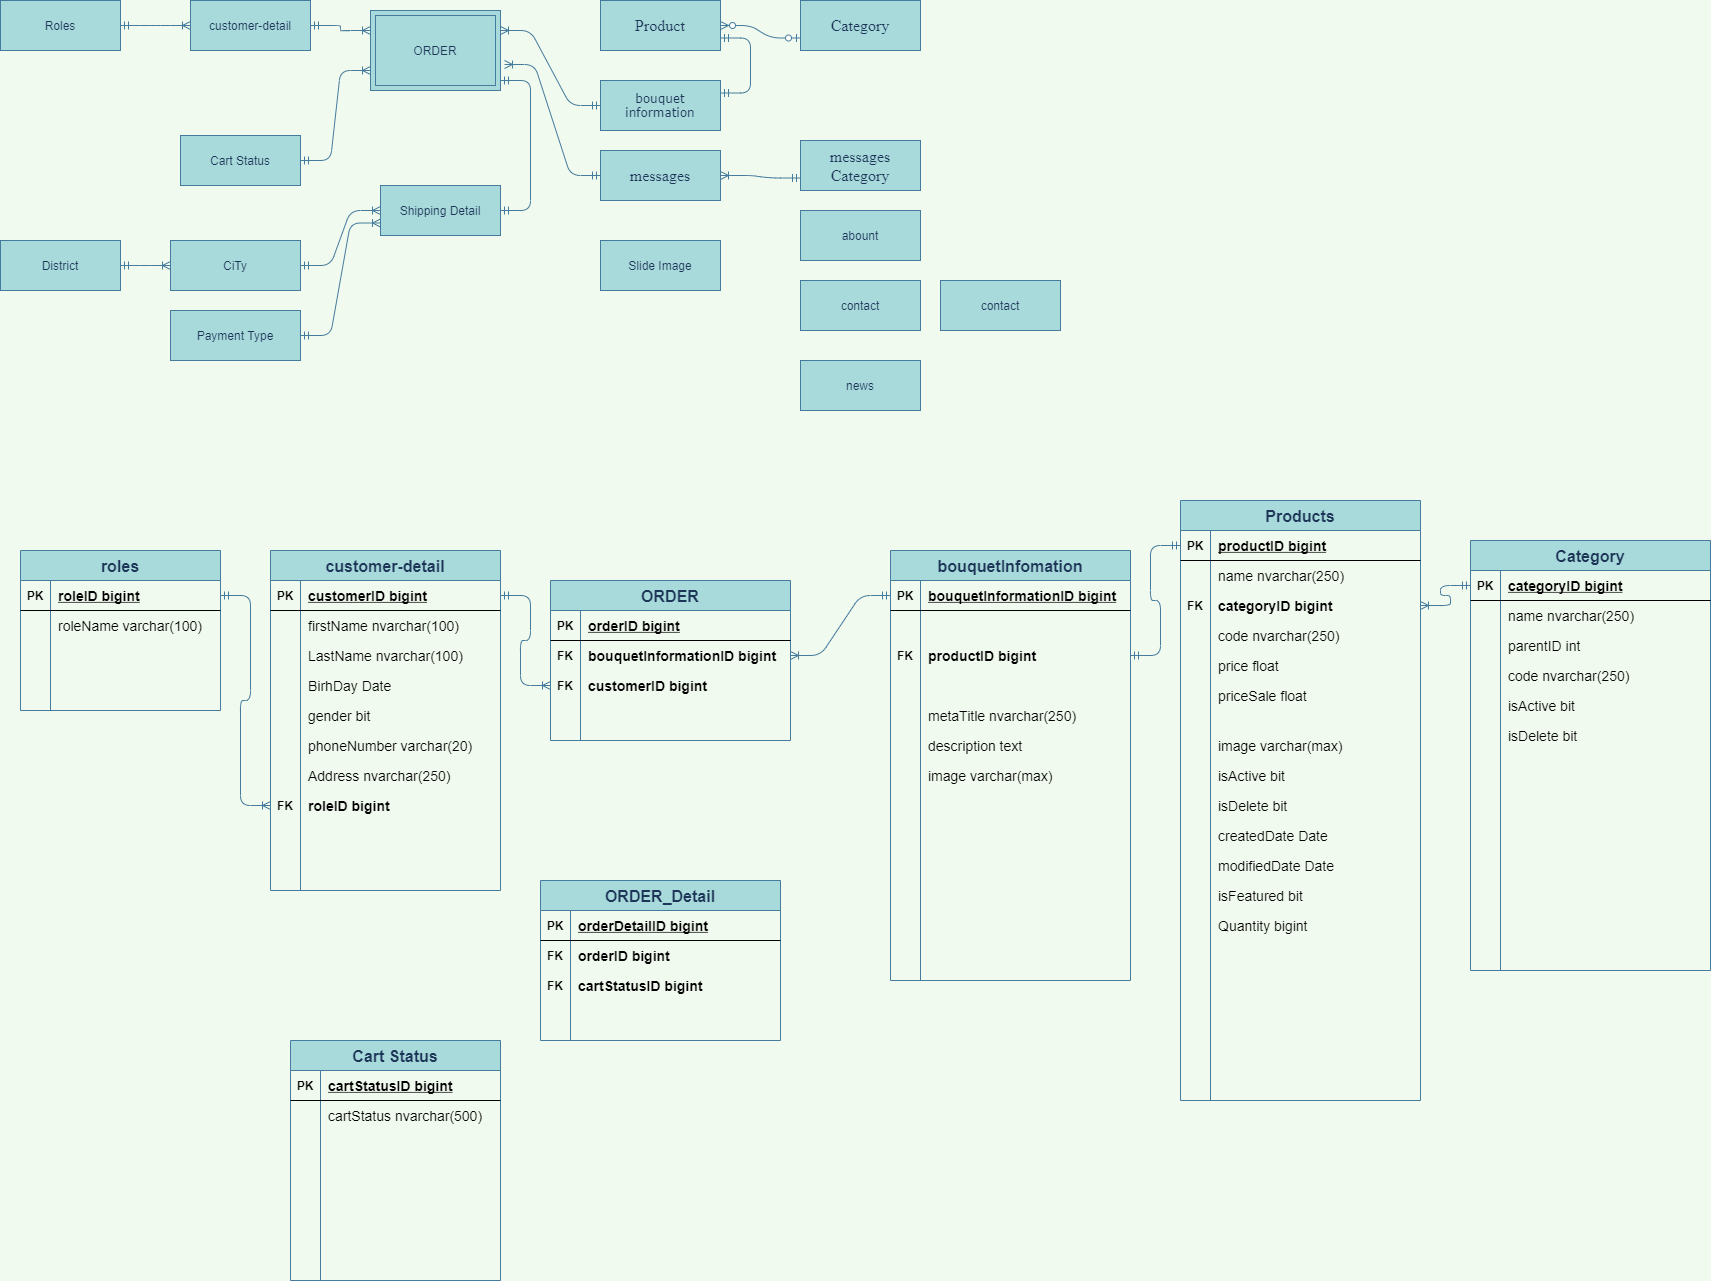 Roles
customer-detail
ORDER
Product
Category
bouquet
information
Cart Status
messages
messages
Category
Shipping Detail
abount
District
CiTy
Slide Image
contact
contact
Payment Type
news
roles
PK roleID bigint
roleName varchar(100)
customer-detail
PK customerID bigint
firstName nvarchar(100)
LastName nvarchar(100)
BirhDay Date
gender bit
phoneNumber varchar(20)
Address nvarchar(250)
FK roleID bigint
ORDER
PK orderID bigint
FK bouquetInformationID bigint
FK customerID bigint
bouquetInfomation
PK bouquetInformationID bigint
FK productID bigint
metaTitle nvarchar(250)
description text
image varchar(max)
Products
PK productID bigint
name nvarchar(250)
FK categoryID bigint
code nvarchar(250)
price float
priceSale float
image varchar(max)
isActive bit
isDelete bit
createdDate Date
modifiedDate Date
isFeatured bit
Quantity bigint
Category
PK categoryID bigint
name nvarchar(250)
parentID int
code nvarchar(250)
isActive bit
isDelete bit
ORDER_Detail
PK orderDetailID bigint
FK orderID bigint
FK cartStatusID bigint
Cart Status
PK cartStatusID bigint
cartStatus nvarchar(500)